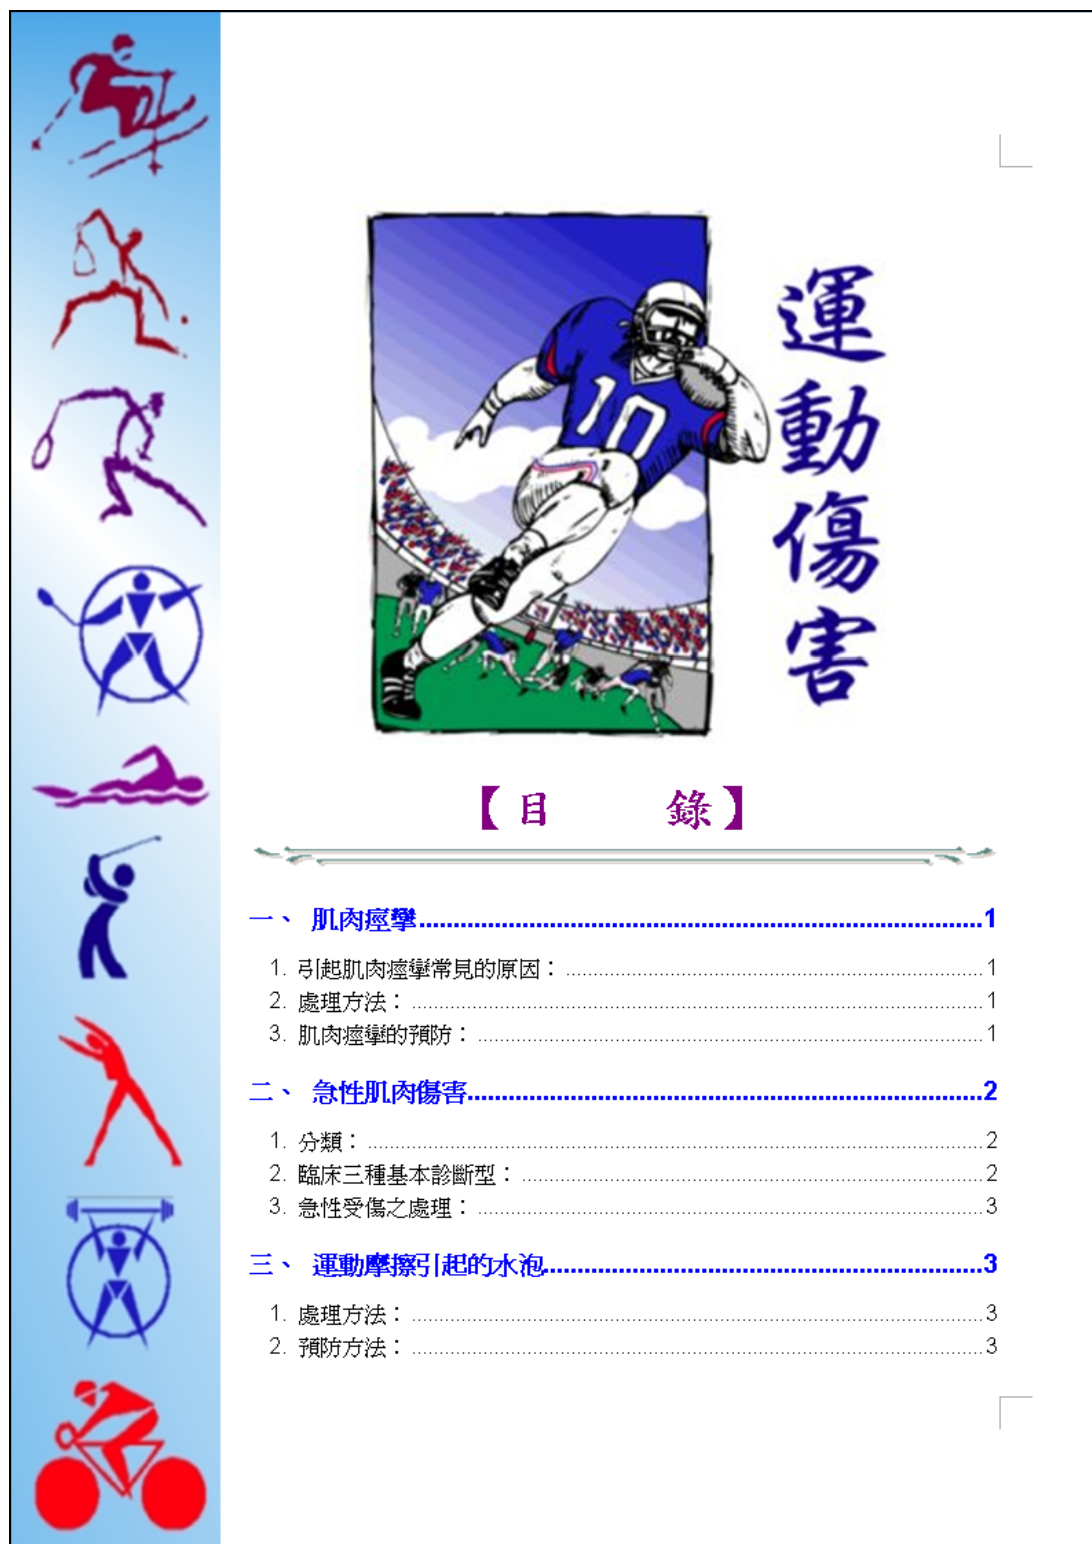 運動傷害
10
【目 錄】
一、 肌肉痙攣........................1
1. 引起肌肉痙攣常見的原因：........................1
2. 處理方法：........................1
3. 肌肉痙攣的預防：........................1
二、 急性肌肉傷害........................2
1. 分類：........................2
2. 臨床三種基本診斷型：........................2
3. 急性受傷之處理：........................3
三、 運動摩擦引起的水泡........................3
1. 處理方法：........................3
2. 預防方法：........................3